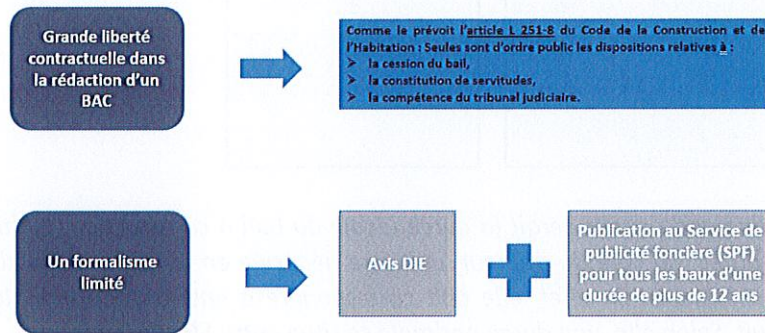 Grande liberté
contractuelle dans
la rédaction d'un
BAC
Comme le prévoit l'article L 251-8 du Code de la Construction et de
l'Habitation : Seules sont d'ordre public les dispositions relatives à :
➢ la cession du bail,
➢ la constitution de servitudes,
➢ la compétence du tribunal judiciaire.
Un formalisme
limité
Avis DIE
Publication au Service de
publicité foncière (SPF)
pour tous les baux d'une
durée de plus de 12 ans